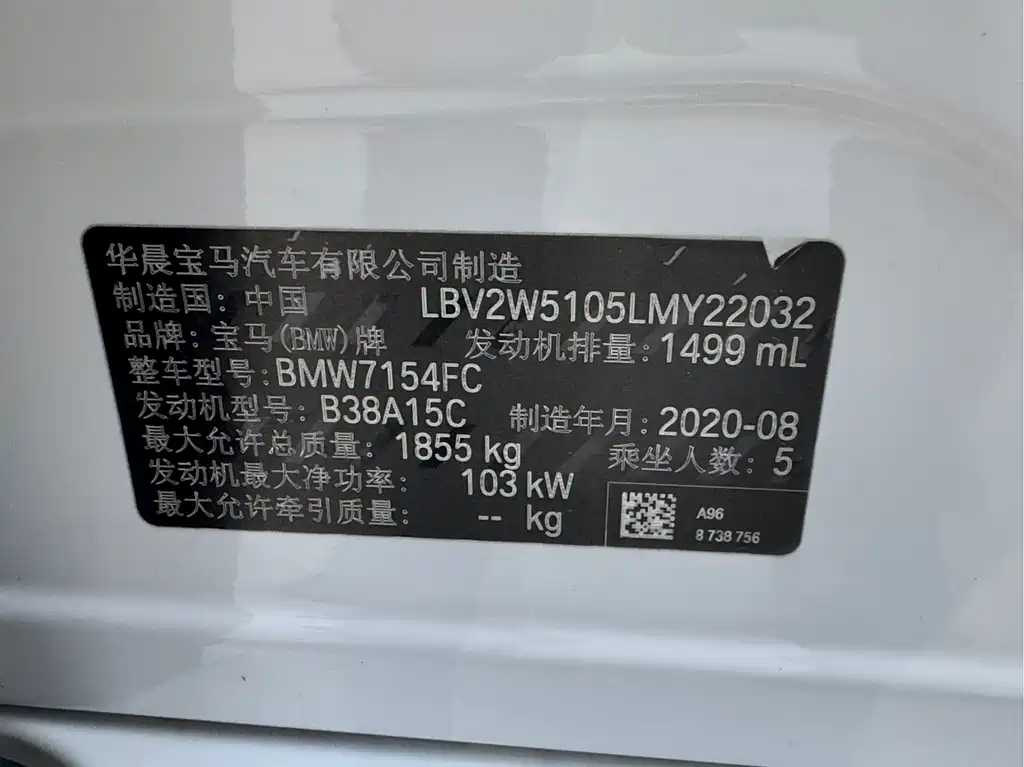 华晨宝马汽车有限公司制造
制造国: 中国 LBV2W5105LMY22032
品牌: 宝马(BMW)牌 发动机排量: 1499 mL
整车型号: BMW7154FC
发动机型号: B38A15C 制造年月: 2020-08
最大允许总质量: 1855 kg 乘坐人数: 5
发动机最大净功率: 103 kW
最大允许牵引质量: -- kg
A96
8 738 756